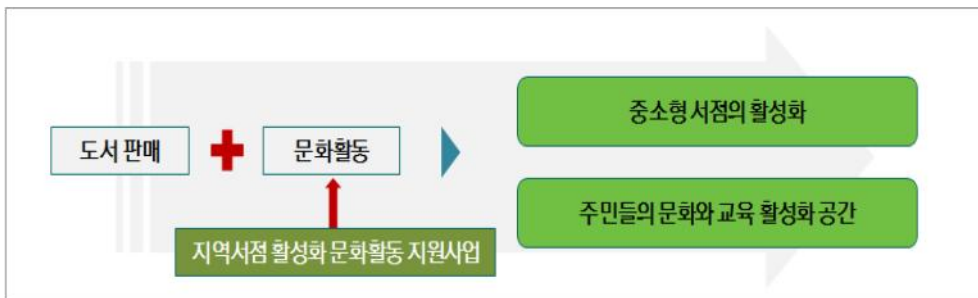 중소형 서점의 활성화
도서 판매
문화활동
주민들의 문화와 교육 활성화 공간
지역서점 활성화 문화활동 지원사업